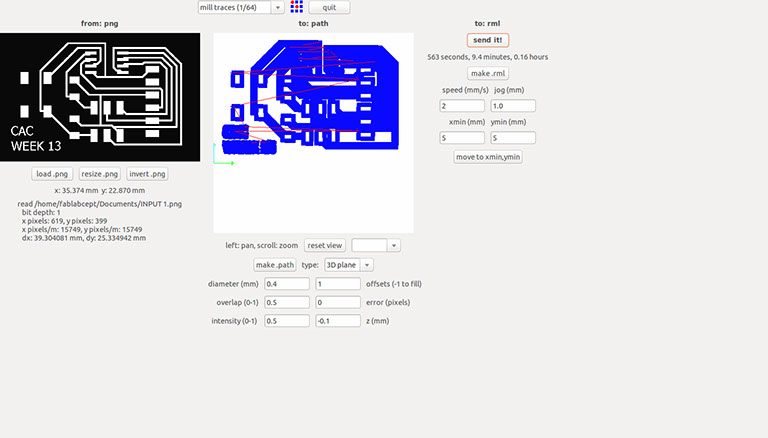 mill traces (1/64)
quit
from: png
to: path
to: rml
send it!
563 seconds, 9.4 minutes, 0.16 hours
make .rml
speed (mm/s) jog (mm)
2 1.0
xmin (mm) ymin (mm)
5 5
move to xmin,ymin
CAC
WEEK 13
load .png resize .png invert .png
x: 35.374 mm y: 22.870 mm
read /home/fablabcept/Documents/INPUT 1.png
bit depth: 1
x pixels: 619, y pixels: 399
x pixels/m: 15749, y pixels/m: 15749
dx: 39.304081 mm, dy: 25.334942 mm
left: pan, scroll: zoom reset view
make .path type: 3D plane
diameter (mm) 0.4 1 offsets (-1 to fill)
overlap (0-1) 0.5 0 error (pixels)
intensity (0-1) 0.5 -0.1 z (mm)